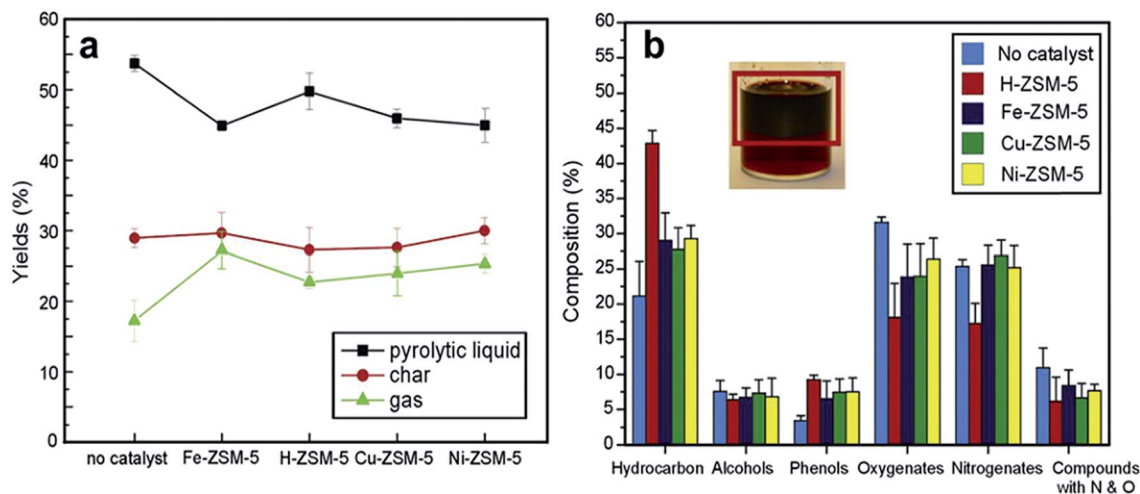 a
Yields (%)
60
50
40
30
20
10
0
pyrolytic liquid
char
gas
no catalyst Fe-ZSM-5 H-ZSM-5 Cu-ZSM-5 Ni-ZSM-5
b
Composition (%)
60
55
50
45
40
35
30
25
20
15
10
5
0
No catalyst
H-ZSM-5
Fe-ZSM-5
Cu-ZSM-5
Ni-ZSM-5
Hydrocarbon Alcohols Phenols Oxygenates Nitrogenates Compounds
with N & O